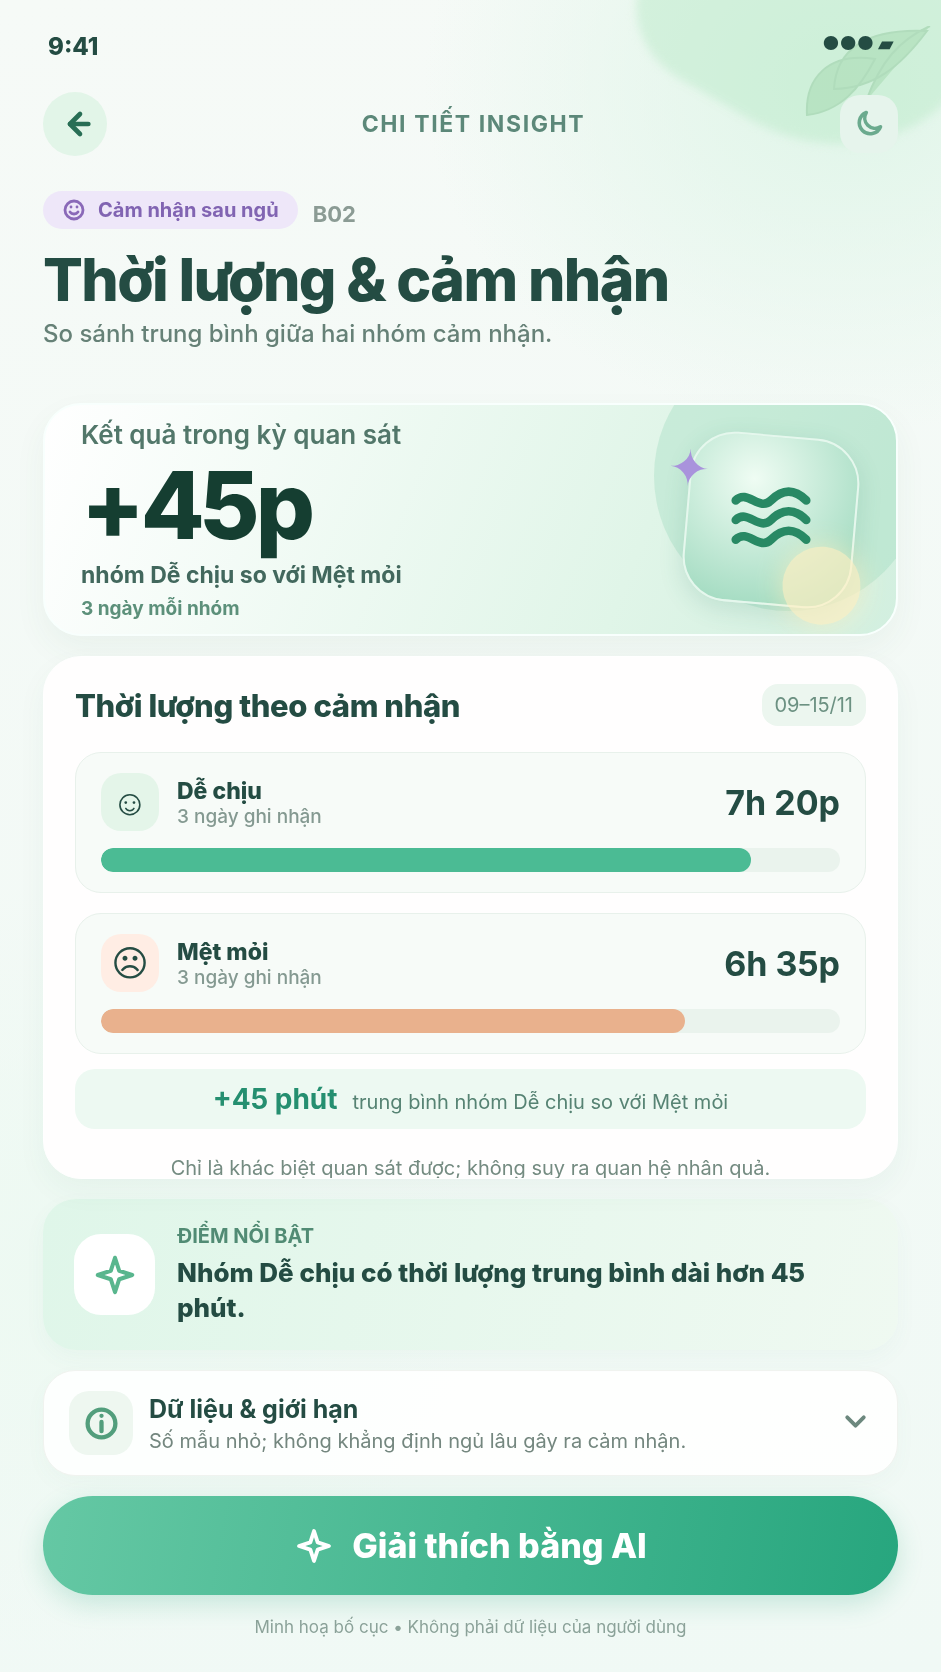 9:41
CHI TIẾT INSIGHT
Cảm nhận sau ngủ B02
Thời lượng & cảm nhận
So sánh trung bình giữa hai nhóm cảm nhận.
Kết quả trong kỳ quan sát
+45p
nhóm Dễ chịu so với Mệt mỏi
3 ngày mỗi nhóm
Thời lượng theo cảm nhận 09–15/11
Dễ chịu
3 ngày ghi nhận
7h 20p
Mệt mỏi
3 ngày ghi nhận
6h 35p
+45 phút trung bình nhóm Dễ chịu so với Mệt mỏi
Chỉ là khác biệt quan sát được; không suy ra quan hệ nhân quả.
ĐIỂM NỔI BẬT
Nhóm Dễ chịu có thời lượng trung bình dài hơn 45
phút.
Dữ liệu & giới hạn
Số mẫu nhỏ; không khẳng định ngủ lâu gây ra cảm nhận.
Giải thích bằng AI
Minh hoạ bố cục • Không phải dữ liệu của người dùng